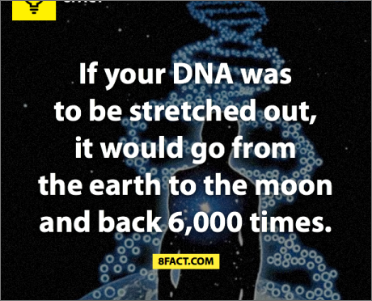 If your DNA was
to be stretched out,
it would go from
the earth to the moon
and back 6,000 times.
8FACT.COM